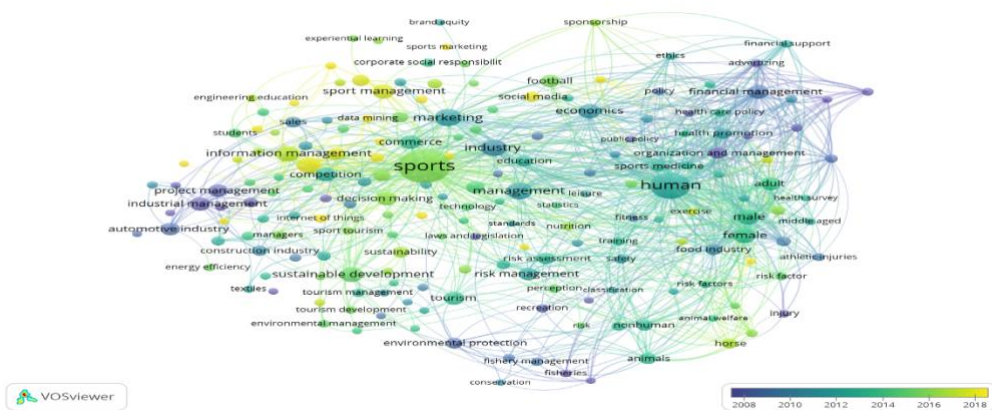 brand equity
sponsorship
experiential learning
sports marketing
financial support
corporate social responsibilit
ethics
advertizing
football
sport management
social media
policy
financial management
engineering education
economics
health care policy
sales
data mining
marketing
students
public policy
health promotion
commerce
industry
information management
education
organization and management
sports
sports medicine
competition
human
adult
project management
decision making
management
leisure
health survey
industrial management
technology
statistics
exercise
internet of things
standards
nutrition
fitness
male
middle aged
automotive industry
managers
sport tourism
laws and legislation
training
female
construction industry
sustainability
risk assessment
safety
food industry
athletic injuries
energy efficiency
sustainable development
risk management
risk factor
textiles
tourism management
perception
classification
risk factors
tourism
tourism development
recreation
injury
environmental management
risk
nonhuman
animal welfare
environmental protection
horse
fishery management
animals
fisheries
conservation
VOSviewer
2008 2010 2012 2014 2016 2018